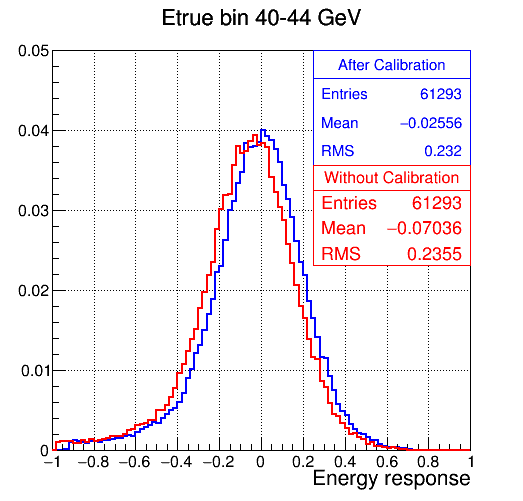 Etrue bin 40-44 GeV
0.05
0.04
0.03
0.02
0.01
0
After Calibration
Entries 61293
Mean −0.02556
RMS 0.232
Without Calibration
Entries 61293
Mean −0.07036
RMS 0.2355
−1 −0.8 −0.6 −0.4 −0.2 0 0.2 0.4 0.6 0.8 1
Energy response